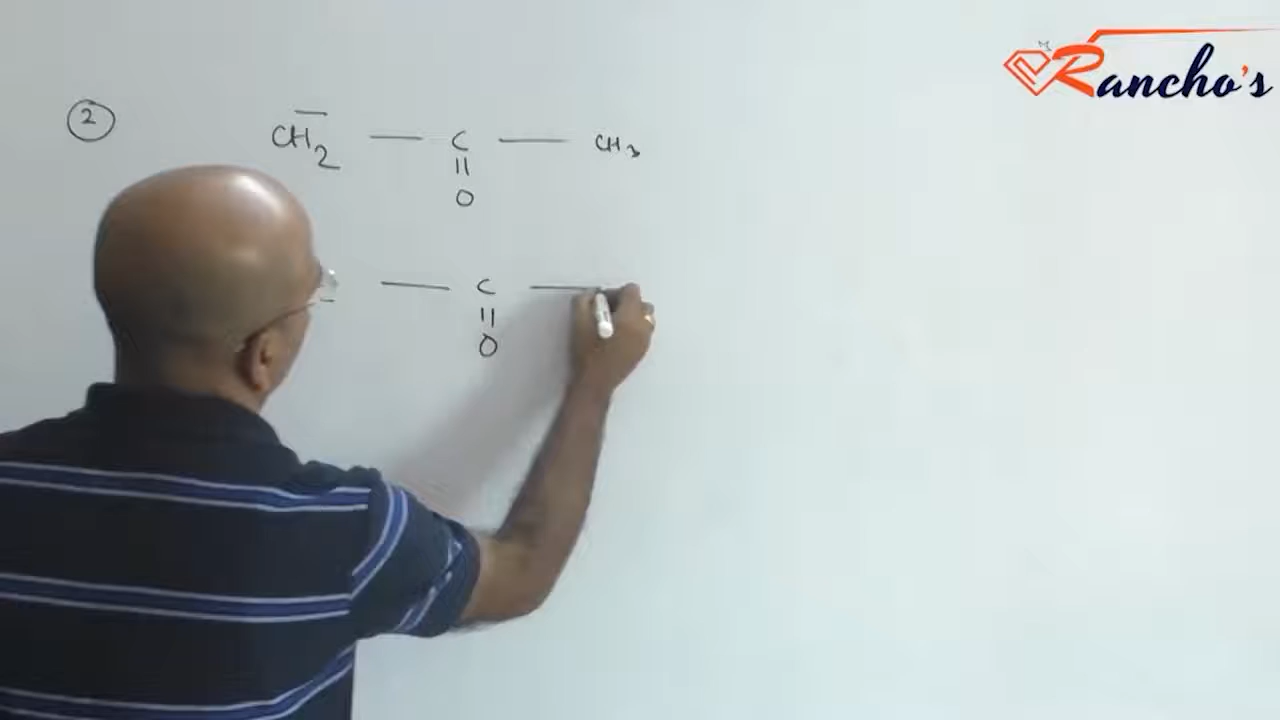 Rancho's
2 CH₂⁻ — C — CH₃
||
O
— C —
||
O